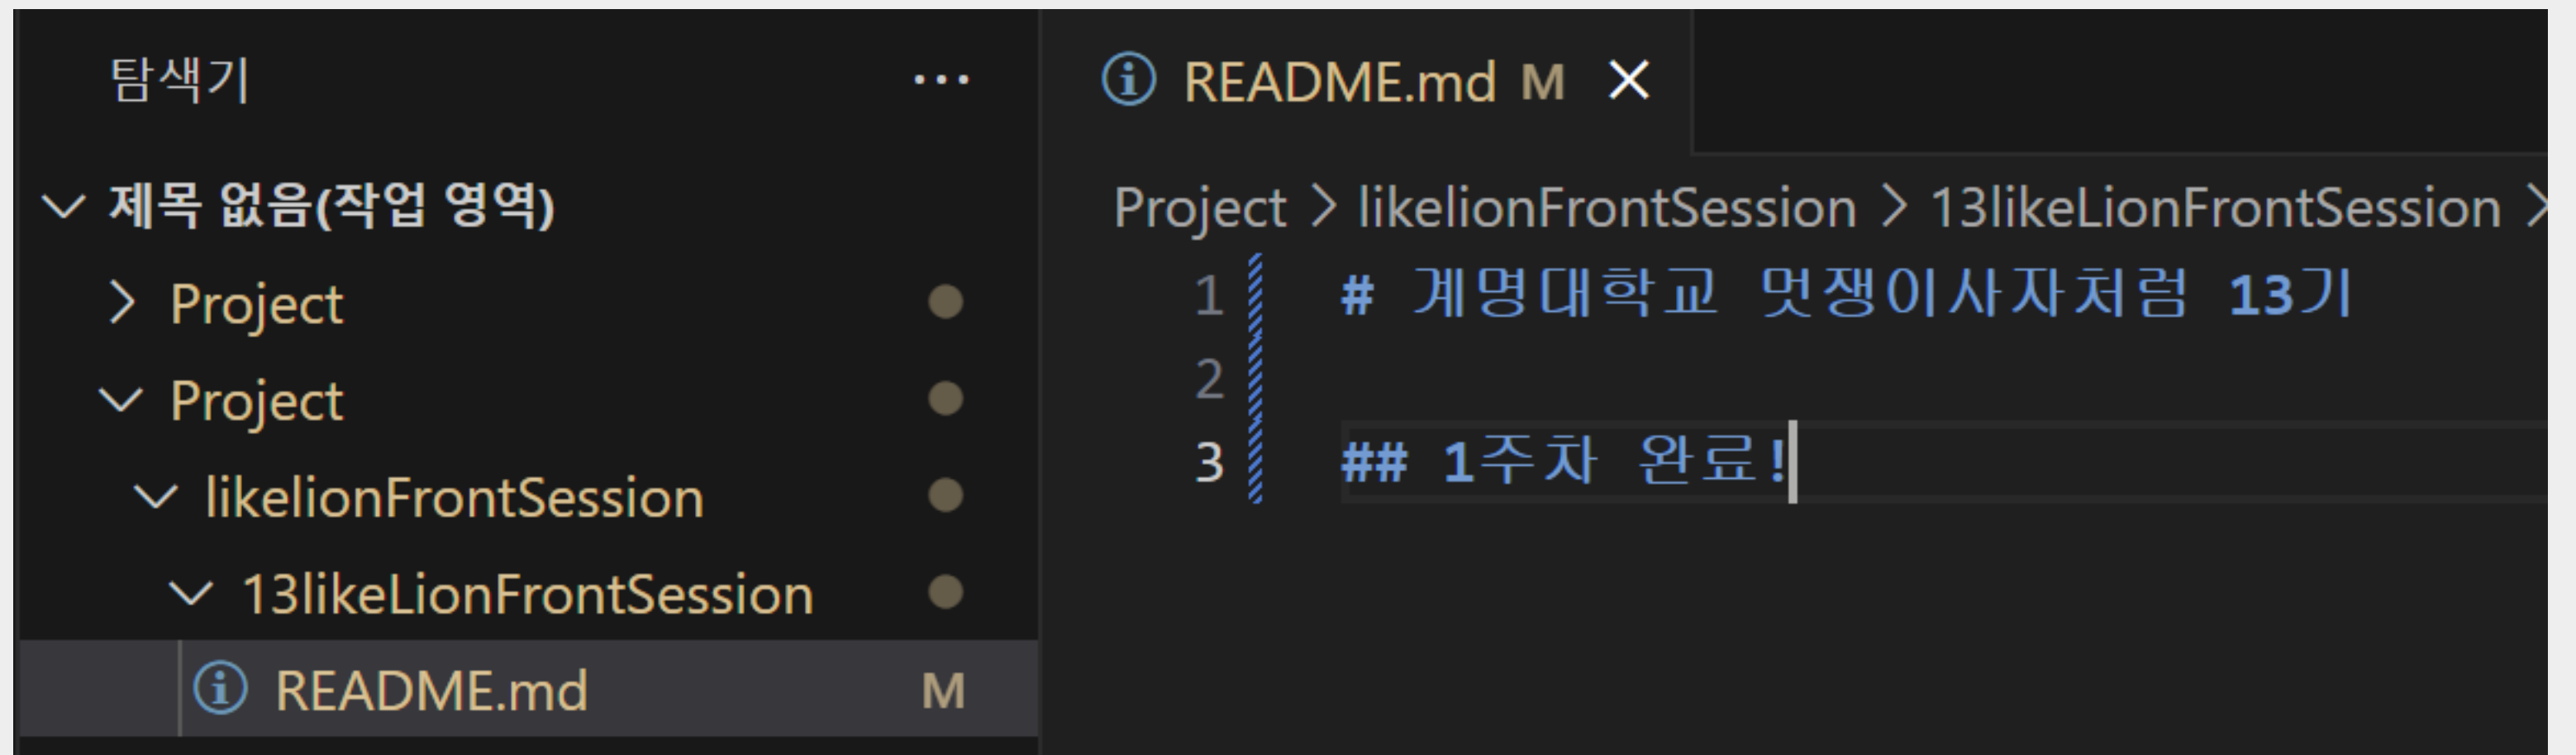 탐색기 ...
제목 없음(작업 영역)
Project
Project
likelionFrontSession
13likeLionFrontSession
README.md M
README.md M
Project > likelionFrontSession > 13likeLionFrontSession >
1 # 계명대학교 멋쟁이사자처럼 13기
2
3 ## 1주차 완료!